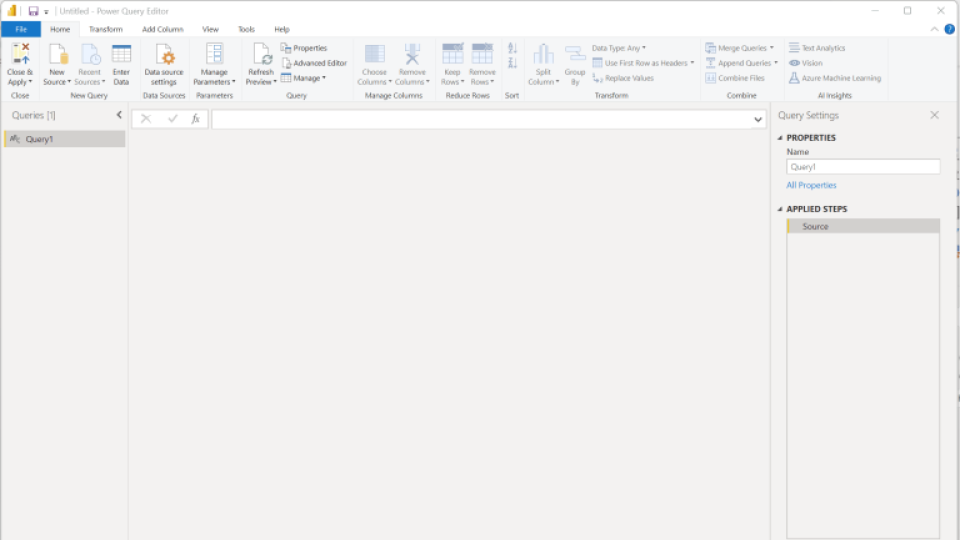 Untitled - Power Query Editor
File Home Transform Add Column View Tools Help
Close & Apply
New Source
Recent Sources
Enter Data
Data source settings
Manage Parameters
Refresh Preview
Properties
Advanced Editor
Manage
Choose Columns
Remove Columns
Keep Rows
Remove Rows
Split Column
Group By
Data Type: Any
Use First Row as Headers
Replace Values
Merge Queries
Append Queries
Combine Files
Text Analytics
Vision
Azure Machine Learning
Close New Query Data Sources Parameters Query Manage Columns Reduce Rows Sort Transform Combine AI Insights
Queries [1]
Query1
fx
Query Settings
PROPERTIES
Name
Query1
All Properties
APPLIED STEPS
Source